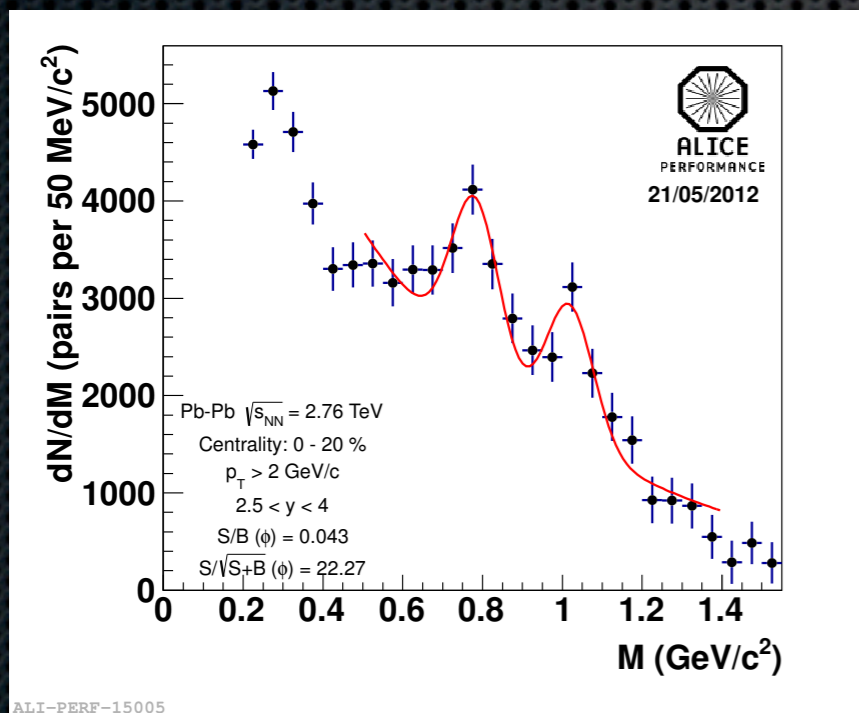 dN/dM (pairs per 50 MeV/c²)
5000
4000
3000
2000
1000
0
ALICE
PERFORMANCE
21/05/2012
Pb-Pb √s_NN = 2.76 TeV
Centrality: 0 - 20 %
p_T > 2 GeV/c
2.5 < y < 4
S/B (ϕ) = 0.043
S/√S+B (ϕ) = 22.27
0 0.2 0.4 0.6 0.8 1 1.2 1.4
M (GeV/c²)
ALI-PERF-15005